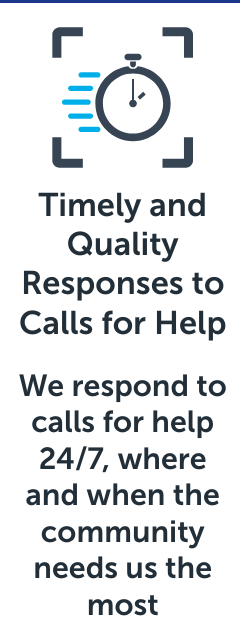 Timely and
Quality
Responses to
Calls for Help
We respond to
calls for help
24/7, where
and when the
community
needs us the
most